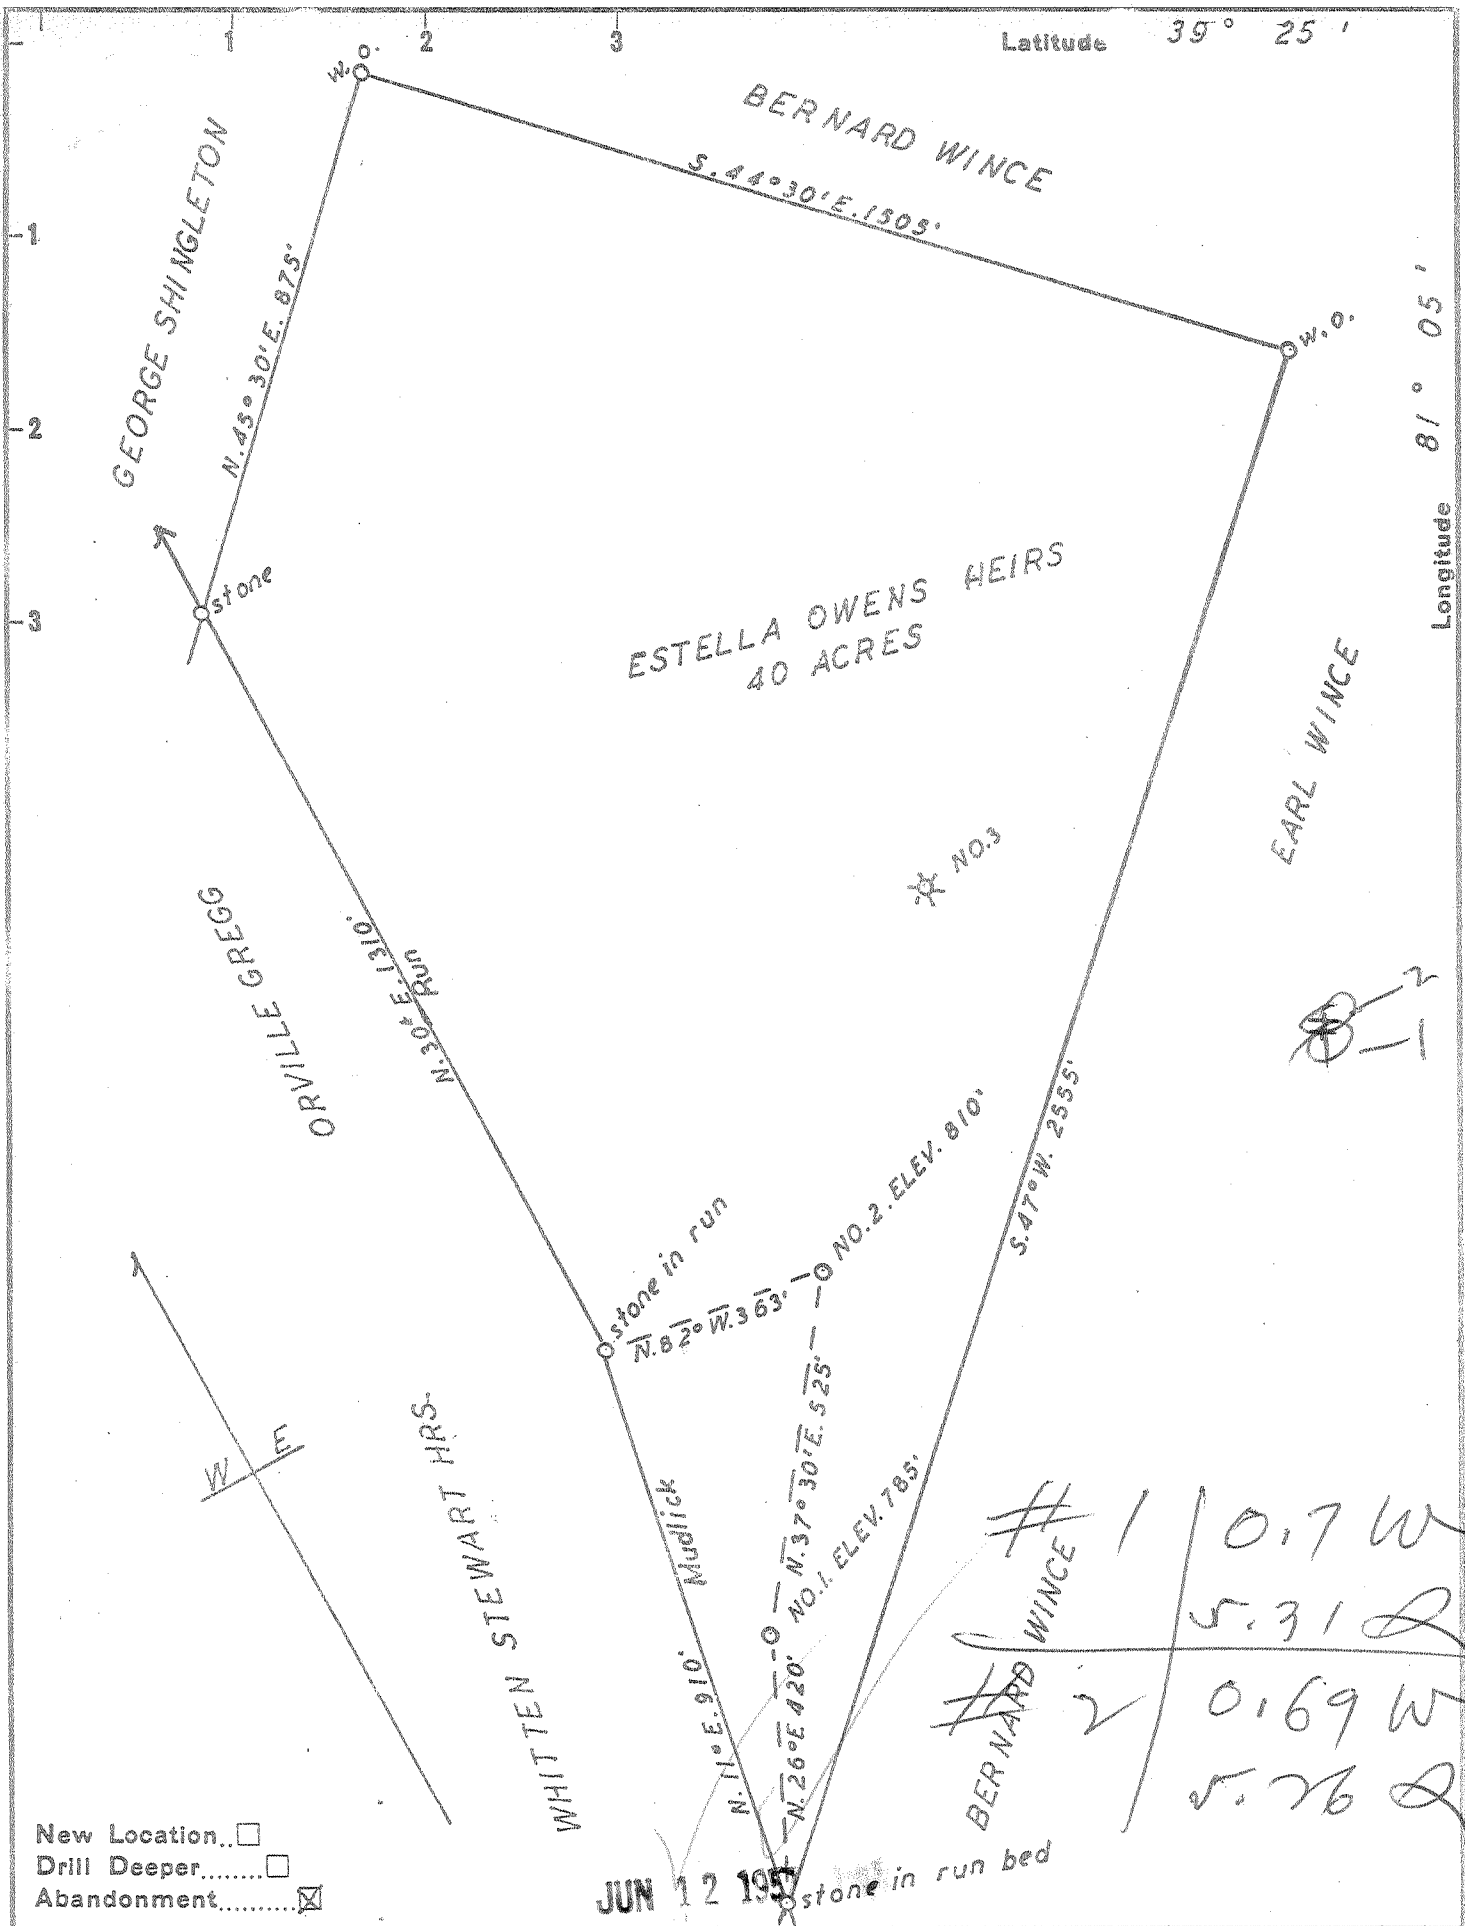 1 2 3
Latitude 39° 25'
W.O.
BERNARD WINCE
S.44°30'E.1505'
GEORGE SHINGLETON
N.45°30'E. 875'
-1
-2
-3
W.O.
81° 05'
Longitude
stone
ESTELLA OWENS HEIRS
40 ACRES
EARL WINCE
NO.3
ORVILLE GREGG
N.30°E.1310'
Run
2
1
S.47°W. 2555'
NO.2. ELEV. 810'
stone in run
N.82°W.363'
N.37°30'E.525'
W E
WHITTEN STEWART HRS.
Mudlick
NO.1. ELEV. 785'
N.11°E.910'
N.26°E 420'
BERNARD WINCE
# 1 0.7 W
5.31 S
# 2 0.69 W
5.26 S
New Location..
Drill Deeper........
Abandonment..........
JUN 12 1957
stone in run bed